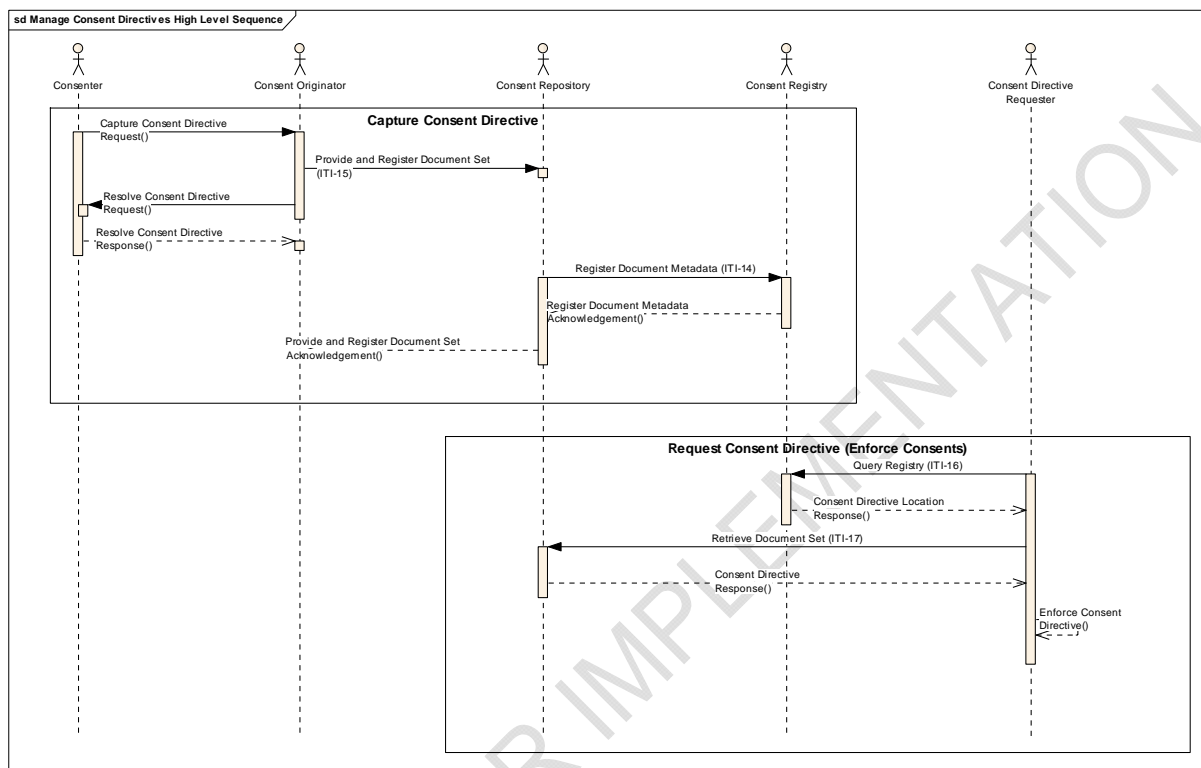 sd Manage Consent Directives High Level Sequence
Consenter
Consent Originator
Consent Repository
Consent Registry
Consent Directive
Requester
Capture Consent Directive
Capture Consent Directive
Request()
Provide and Register Document Set
(ITI-15)
Resolve Consent Directive
Request()
Resolve Consent Directive
Response()
Register Document Metadata (ITI-14)
Register Document Metadata
Acknowledgement()
Provide and Register Document Set
Acknowledgement()
Request Consent Directive (Enforce Consents)
Query Registry (ITI-16)
Consent Directive Location
Response()
Retrieve Document Set (ITI-17)
Consent Directive
Response()
Enforce Consent
Directive()
R IMPLEMENTATION